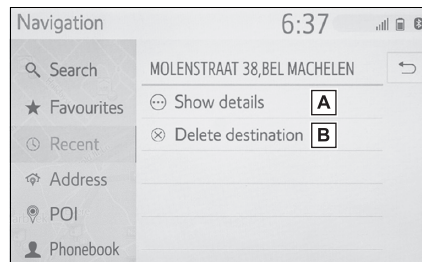 Navigation 6:37
Search
Favourites
Recent
Address
POI
Phonebook
MOLENSTRAAT 38,BEL MACHELEN
Show details A
Delete destination B